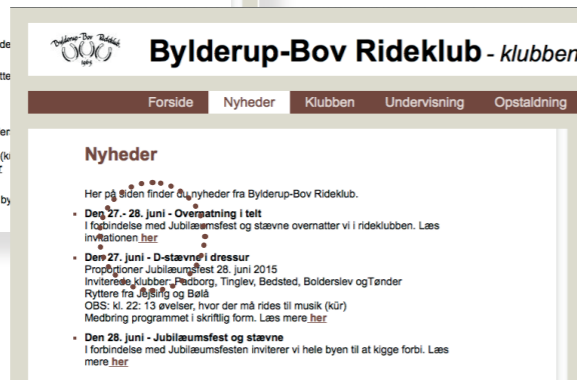 Bylderup-Bov Rideklub - klubben
Forside Nyheder Klubben Undervisning Opstaldning
Nyheder
Her på siden finder du nyheder fra Bylderup-Bov Rideklub.
Den 27.- 28. juni - Overnatning i telt
I forbindelse med Jubilæumsfest og stævne overnatter vi i rideklubben. Læs
invitationen her
Den 27. juni - D-stævne i dressur
Proportioner Jubilæumsfest 28. juni 2015
Inviterede klubber: Padborg, Tinglev, Bedsted, Bolderslev ogTønder
Ryttere fra Jejsing og Bølå
OBS: kl. 22: 13 øvelser, hvor der må rides til musik (kür)
Medbring programmet i skriftlig form. Læs mere her
Den 28. juni - Jubilæumsfest og stævne
I forbindelse med Jubilæumsfesten inviterer vi hele byen til at kigge forbi. Læs
mere her